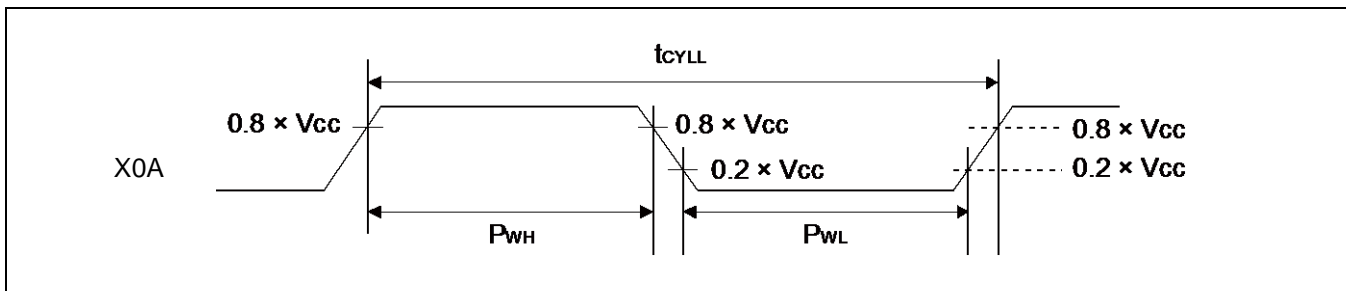 tCYLL
0.8 × Vcc
0.8 × Vcc
0.8 × Vcc
X0A
0.2 × Vcc
0.2 × Vcc
PWH
PWL